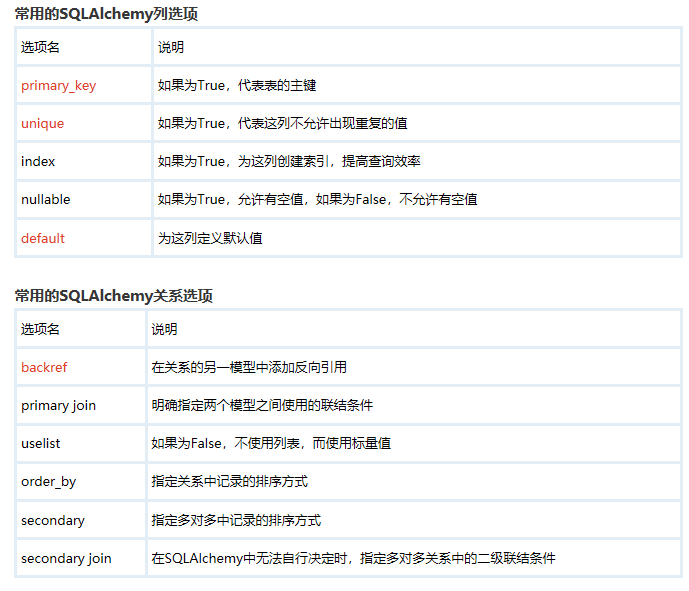 常用的SQLAlchemy列选项
选项名 说明
primary_key 如果为True，代表表的主键
unique 如果为True，代表这列不允许出现重复的值
index 如果为True，为这列创建索引，提高查询效率
nullable 如果为True，允许有空值，如果为False，不允许有空值
default 为这列定义默认值
常用的SQLAlchemy关系选项
选项名 说明
backref 在关系的另一模型中添加反向引用
primary join 明确指定两个模型之间使用的联结条件
uselist 如果为False，不使用列表，而使用标量值
order_by 指定关系中记录的排序方式
secondary 指定多对多中记录的排序方式
secondary join 在SQLAlchemy中无法自行决定时，指定多对多关系中的二级联结条件